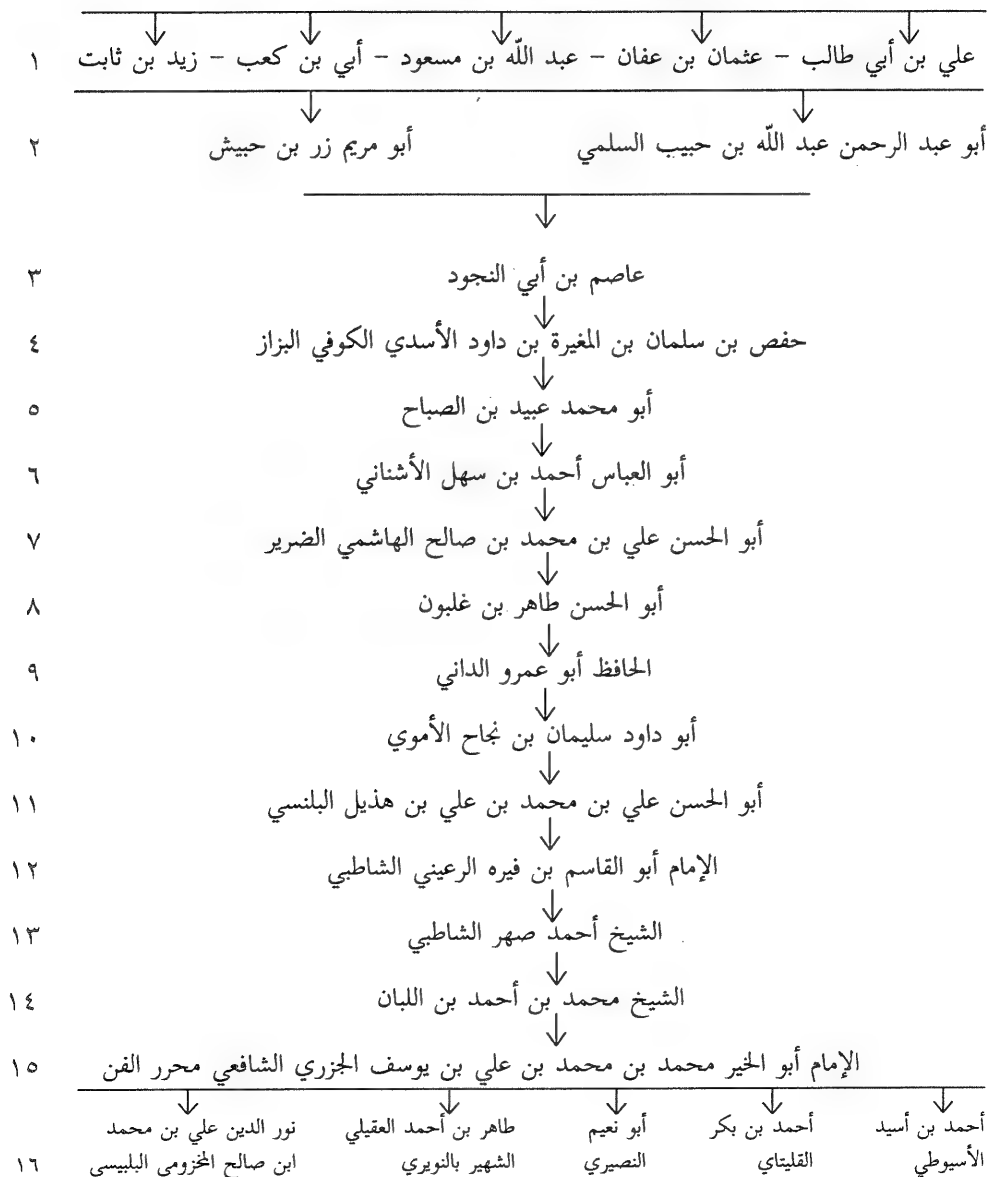 علي بن أبي طالب – عثمان بن عفان – عبد اللّه بن مسعود – أبي بن كعب – زيد بن ثابت ١
أبو عبد الرحمن عبد اللّه بن حبيب السلمي أبو مريم زر بن حبيش ٢
عاصم بن أبي النجود ٣
حفص بن سلمان بن المغيرة بن داود الأسدي الكوفي البزاز ٤
أبو محمد عبيد بن الصباح ٥
أبو العباس أحمد بن سهل الأشناني ٦
أبو الحسن علي بن محمد بن صالح الهاشمي الضرير ٧
أبو الحسن طاهر بن غلبون ٨
الحافظ أبو عمرو الداني ٩
أبو داود سليمان بن نجاح الأموي ١٠
أبو الحسن علي بن محمد بن علي بن هذيل البلنسي ١١
الإمام أبو القاسم بن فيره الرعيني الشاطبي ١٢
الشيخ أحمد صهر الشاطبي ١٣
الشيخ محمد بن أحمد بن اللبان ١٤
الإمام أبو الخير محمد بن محمد بن علي بن يوسف الجزري الشافعي محرر الفن ١٥
أحمد بن أسيد أحمد بن بكر أبو نعيم طاهر بن أحمد العقيلي نور الدين علي بن محمد
الأسيوطي القليتاي النصيري الشهير بالنويري ابن صالح المخزومي البلبيسي ١٦